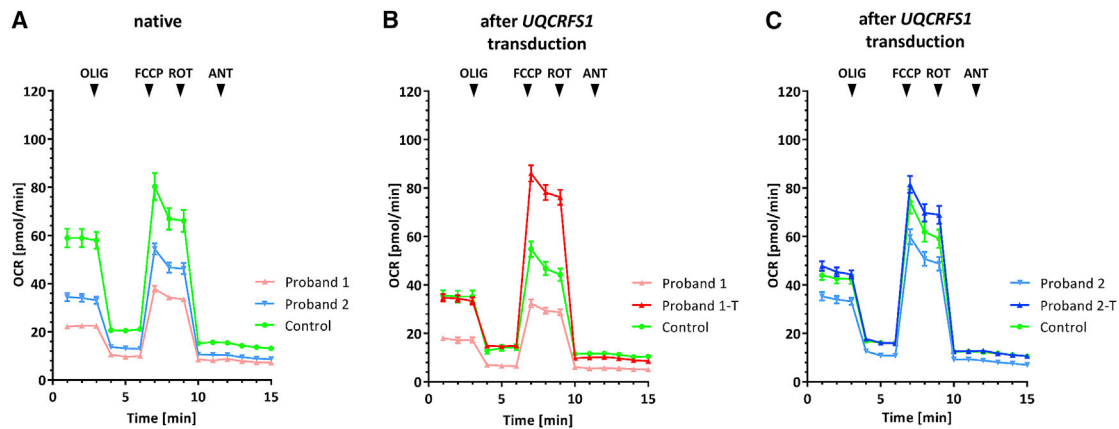 A
native
OLIG FCCP ROT ANT
120
100
80
60
40
20
0
OCR [pmol/min]
0 5 10 15
Time [min]
Proband 1
Proband 2
Control
B
after UQCRFS1
transduction
OLIG FCCP ROT ANT
120
100
80
60
40
20
0
OCR [pmol/min]
0 5 10 15
Time [min]
Proband 1
Proband 1-T
Control
C
after UQCRFS1
transduction
OLIG FCCP ROT ANT
120
100
80
60
40
20
0
OCR [pmol/min]
0 5 10 15
Time [min]
Proband 2
Proband 2-T
Control